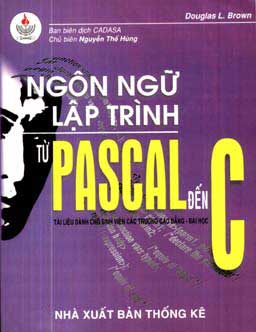 Douglas L. Brown
Ban biên dịch CADASA
Chủ biên Nguyễn Thế Hùng
NGÔN NGỮ
LẬP TRÌNH
TỪ PASCAL ĐẾN C
TÀI LIỆU DÀNH CHO SINH VIÊN CÁC TRƯỜNG CAO ĐẲNG - ĐẠI HỌC
NHÀ XUẤT BẢN THỐNG KÊ